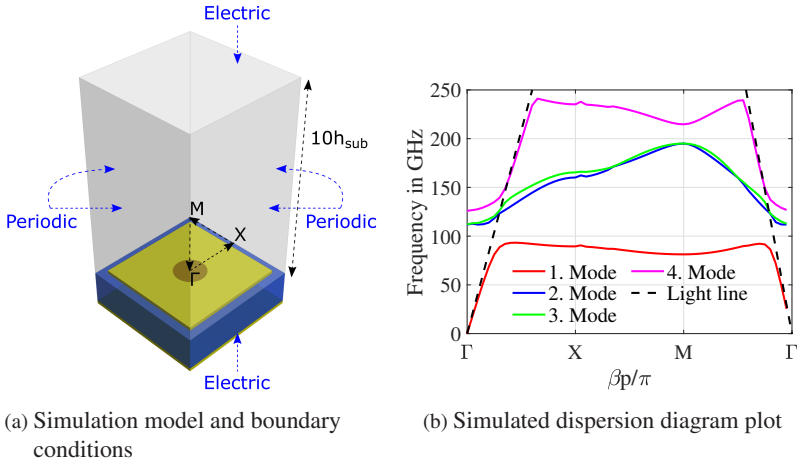 Electric
10h_sub
Periodic
Periodic
M
X
Γ
Electric
(a) Simulation model and boundary
conditions
Frequency in GHz
250
200
150
100
50
0
1. Mode
2. Mode
3. Mode
4. Mode
Light line
Γ
X
M
Γ
βp/π
(b) Simulated dispersion diagram plot